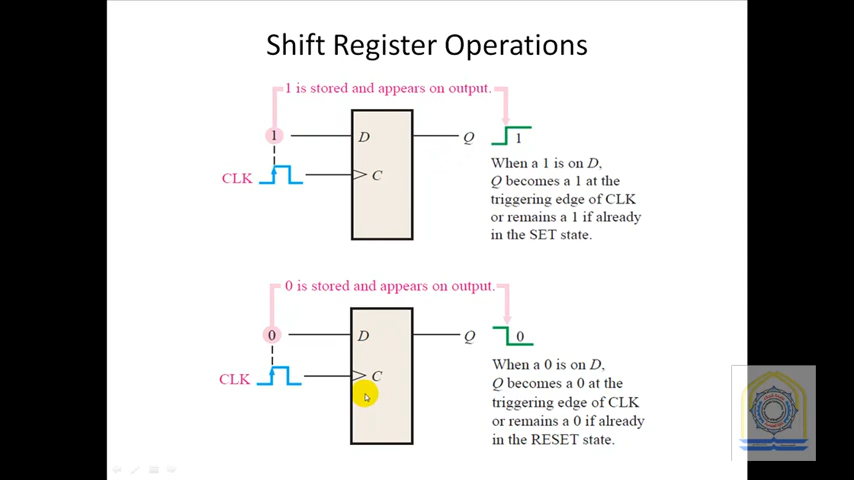 Shift Register Operations
1 is stored and appears on output.
1
D
Q
1
CLK
C
When a 1 is on D,
Q becomes a 1 at the
triggering edge of CLK
or remains a 1 if already
in the SET state.
0 is stored and appears on output.
0
D
Q
0
CLK
C
When a 0 is on D,
Q becomes a 0 at the
triggering edge of CLK
or remains a 0 if already
in the RESET state.